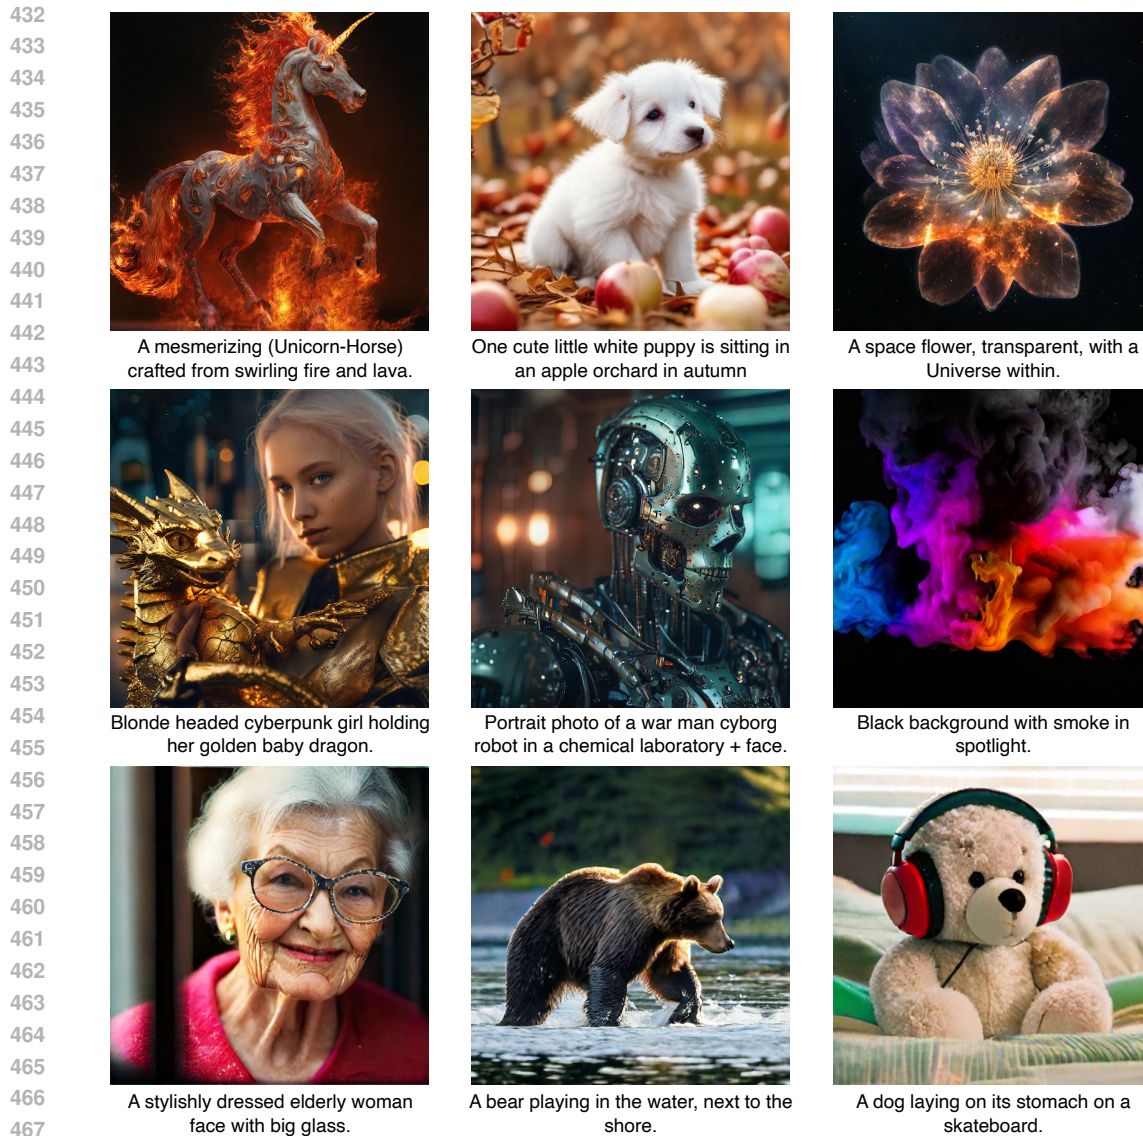 432
433
434
435
436
437
438
439
440
441
442
443
444
445
446
447
448
449
450
451
452
453
454
455
456
457
458
459
460
461
462
463
464
465
466
467
A mesmerizing (Unicorn-Horse)
crafted from swirling fire and lava.
One cute little white puppy is sitting in
an apple orchard in autumn
A space flower, transparent, with a
Universe within.
Blonde headed cyberpunk girl holding
her golden baby dragon.
Portrait photo of a war man cyborg
robot in a chemical laboratory + face.
Black background with smoke in
spotlight.
A stylishly dressed elderly woman
face with big glass.
A bear playing in the water, next to the
shore.
A dog laying on its stomach on a
skateboard.